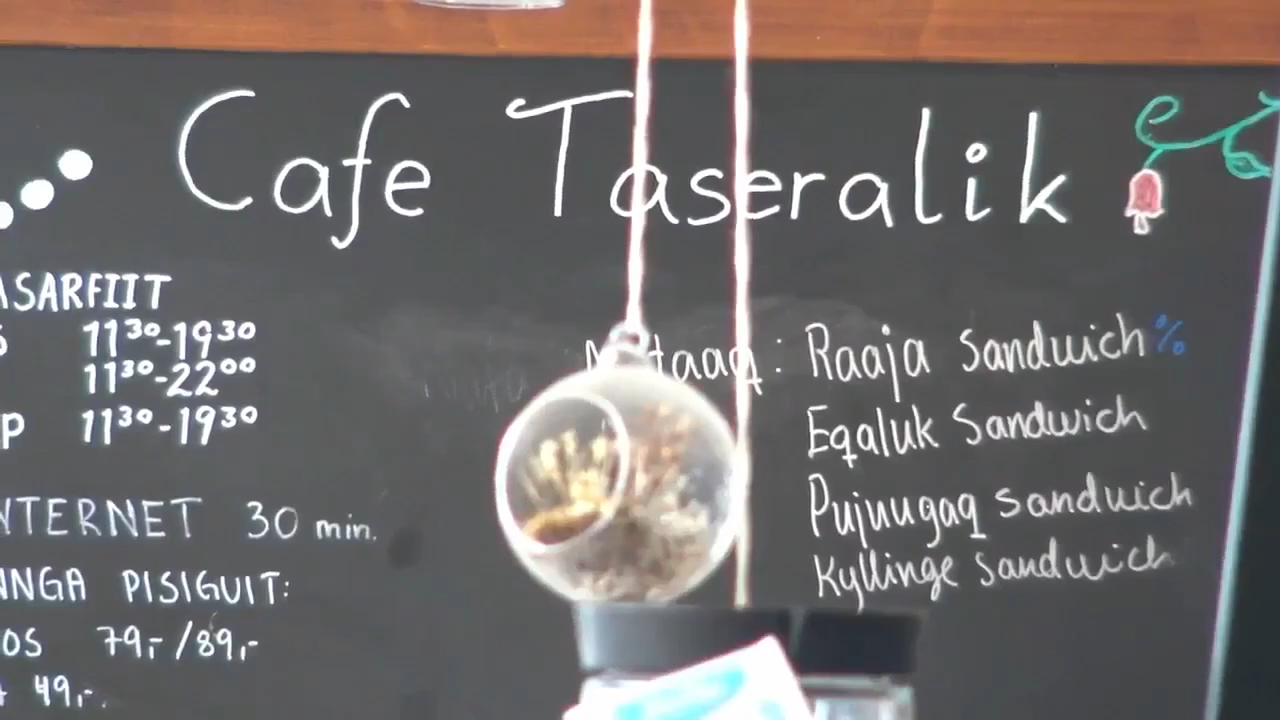 Cafe Taseralik
ASARFIIT
11³⁰-19³⁰
11³⁰-22⁰⁰
P 11³⁰-19³⁰
NTERNET 30 min.
NNGA PISIGUIT:
OS 79,- /89,-
49,-.
Raaja Sandwich %
Eqaluk Sandwich
Pujuugaq sandwich
Kyllinge sandwich